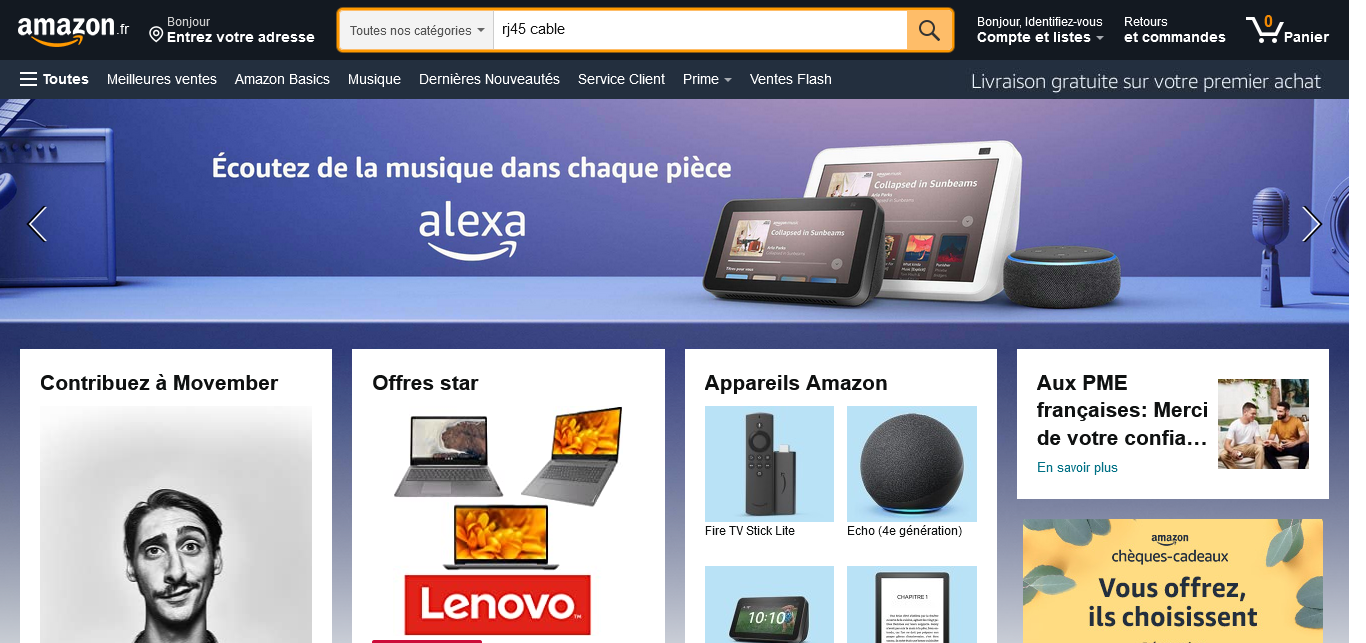 amazon.fr
Bonjour
Entrez votre adresse
Toutes nos catégories
rj45 cable
Bonjour, Identifiez-vous
Compte et listes
Retours
et commandes
0
Panier
Toutes
Meilleures ventes
Amazon Basics
Musique
Dernières Nouveautés
Service Client
Prime
Ventes Flash
Livraison gratuite sur votre premier achat
Écoutez de la musique dans chaque pièce
alexa
Collapsed in Sunbeams
Collapsed in Sunbeams
Contribuez à Movember
Offres star
Lenovo
Appareils Amazon
Fire TV Stick Lite
Echo (4e génération)
10:10
CHAPITRE 1
Aux PME
françaises: Merci
de votre confia…
En savoir plus
amazon
chèques-cadeaux
Vous offrez,
ils choisissent